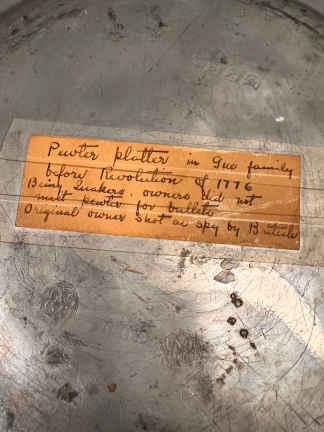 Pewter platter in Gue family
before Revolution of 1776
Being Quakers, owners did not
melt pewter for bullets
Original owner shot as spy by British